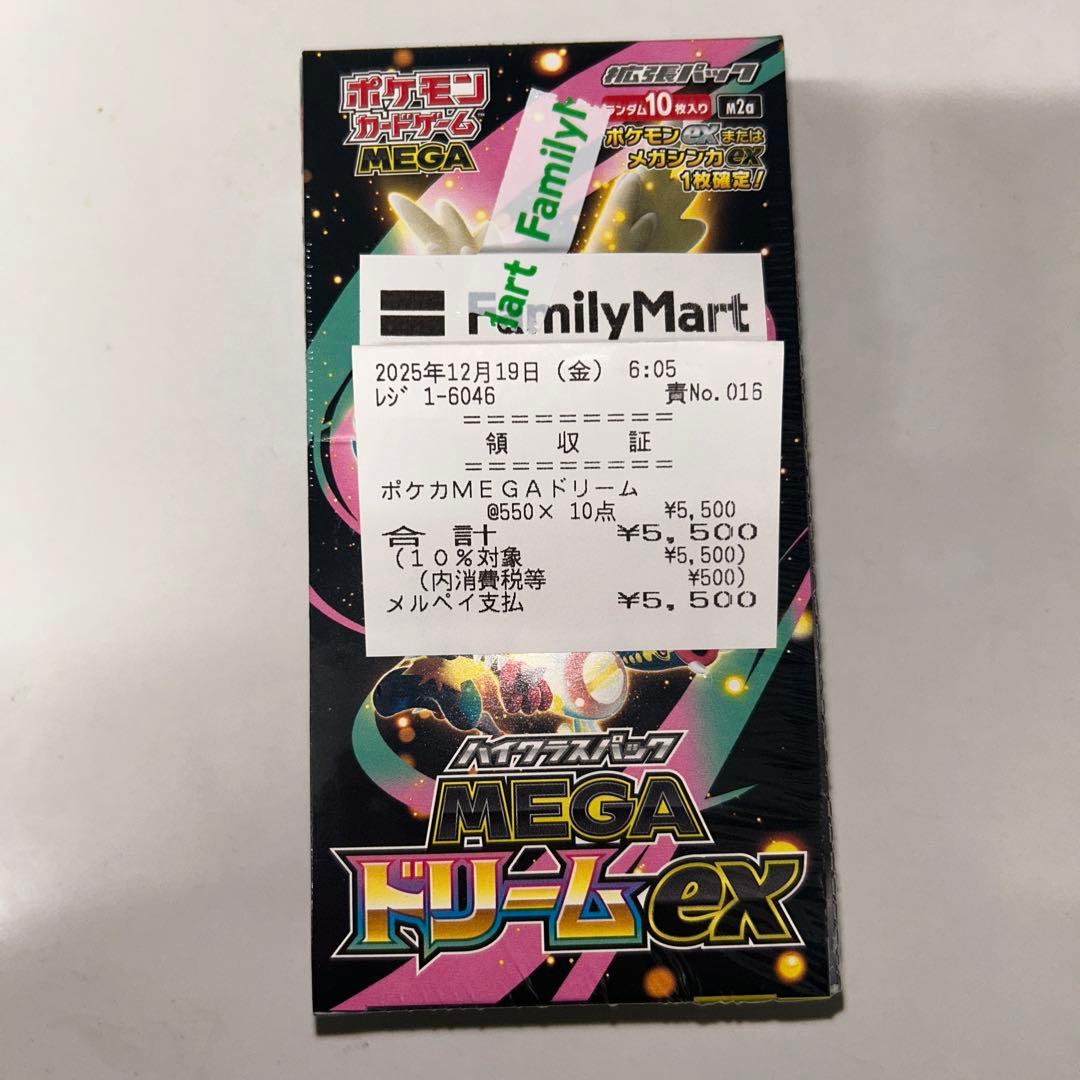 ポケモン
カードゲーム
MEGA
拡張パック
ランダム10枚入り M2a
ポケモンexまたは
メガシンカex
1枚確定!
FamilyM
Mart
FamilyMart
2025年12月19日(金) 6:05
レジ 1-6046 責No.016
=========
領 収 証
=========
ポケカMEGAドリーム
@550× 10点 ¥5,500
合 計 ¥5,500
(10%対象 ¥5,500)
(内消費税等 ¥500)
メルペイ支払 ¥5,500
ハイクラスパック
MEGA
ドリームex